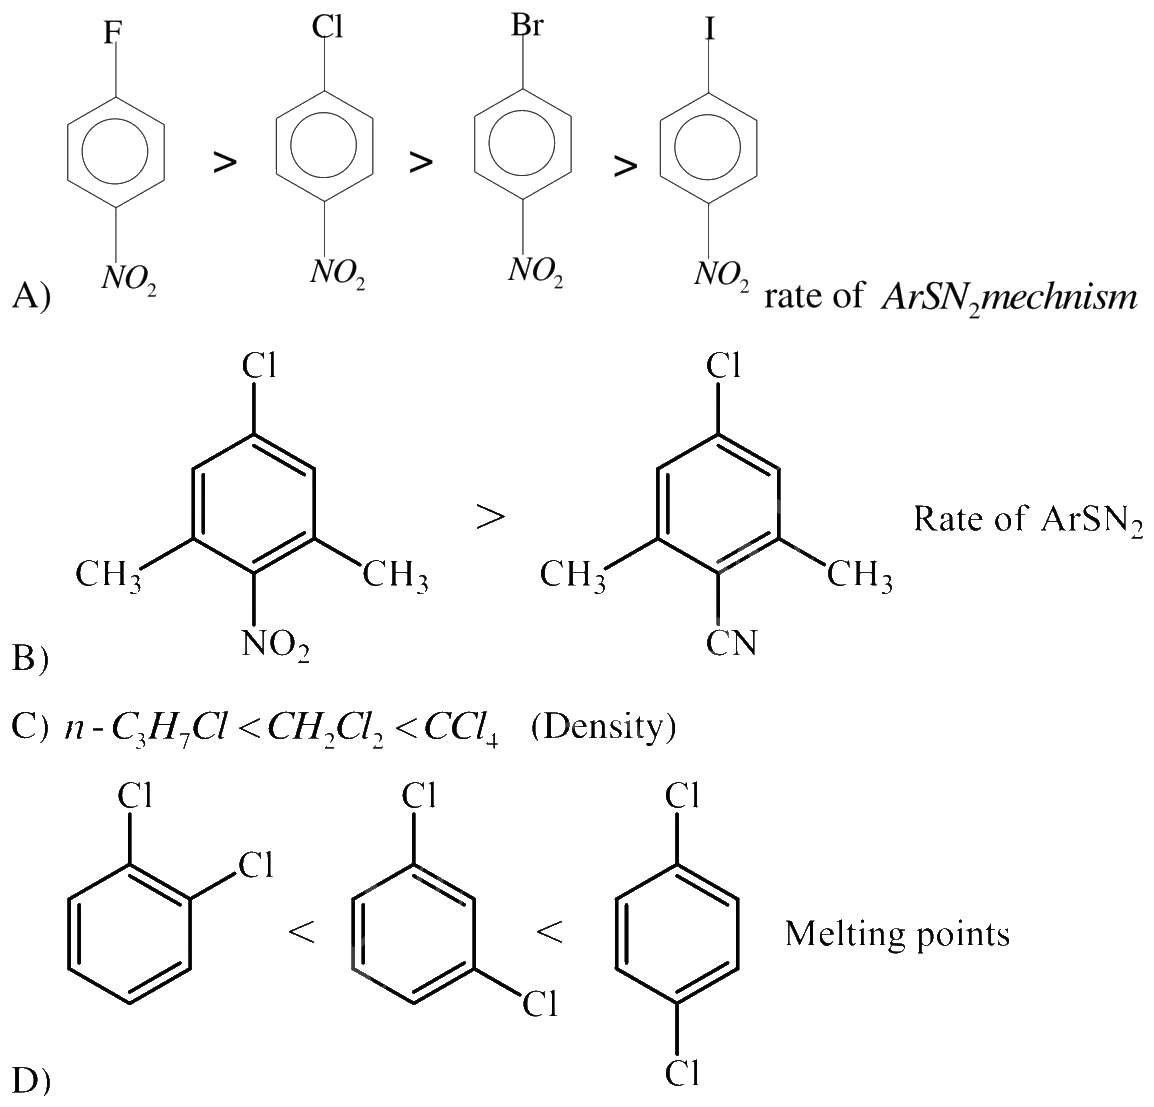 F Cl Br I
> > >
NO₂ NO₂ NO₂ NO₂
A) rate of ArSN₂mechnism
Cl Cl
> Rate of ArSN₂
CH₃ CH₃ CH₃ CH₃
NO₂ CN
B)
C) n - C₃H₇Cl < CH₂Cl₂ < CCl₄ (Density)
Cl Cl Cl
Cl
< < Melting points
Cl
Cl
D)